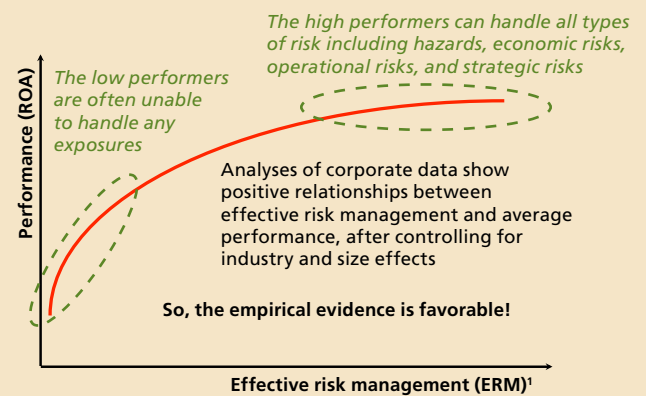 The high performers can handle all types
of risk including hazards, economic risks,
operational risks, and strategic risks
The low performers
are often unable
to handle any
exposures
Performance (ROA)
Analyses of corporate data show
positive relationships between
effective risk management and average
performance, after controlling for
industry and size effects
So, the empirical evidence is favorable!
Effective risk management (ERM)¹